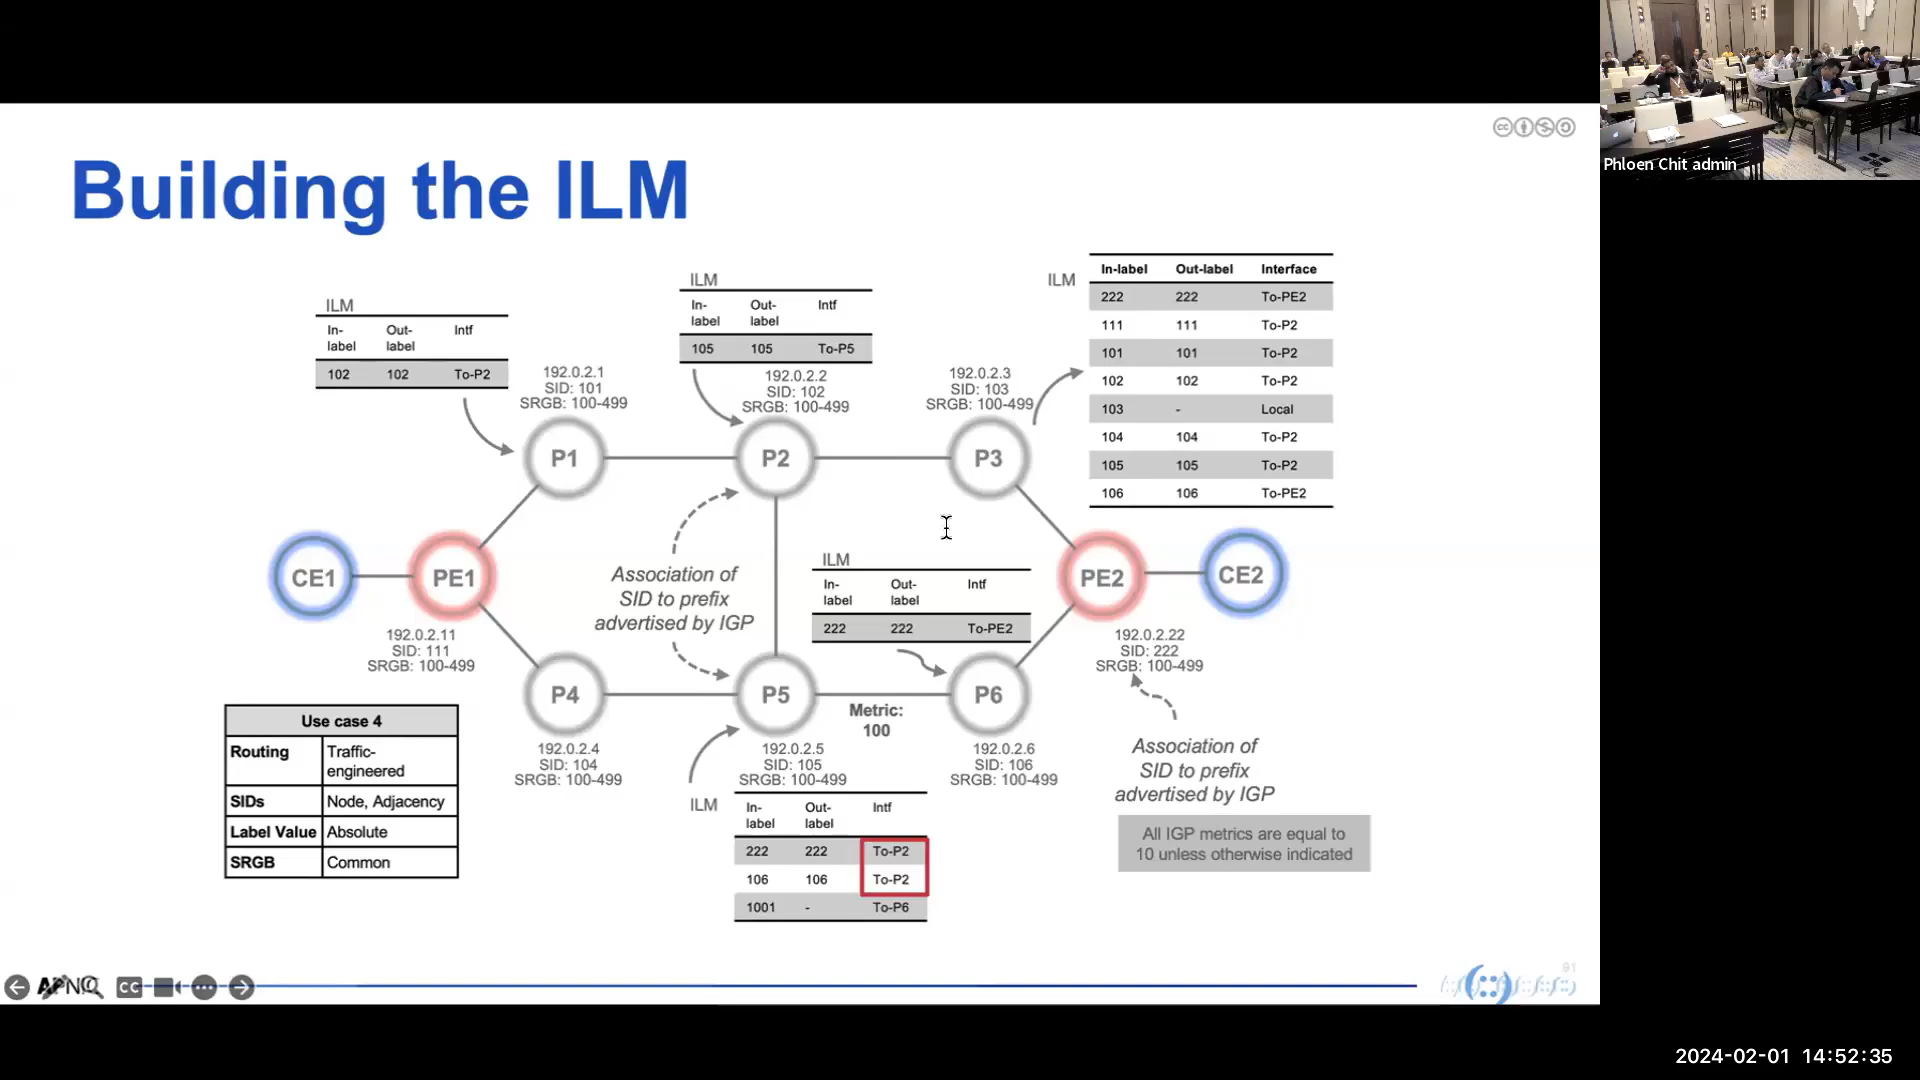 Phloen Chit admin
Building the ILM
ILM
In-label Out-label Intf
102 102 To-P2
ILM
In-label Out-label Intf
105 105 To-P5
ILM
In-label Out-label Interface
222 222 To-PE2
111 111 To-P2
101 101 To-P2
102 102 To-P2
103 - Local
104 104 To-P2
105 105 To-P2
106 106 To-PE2
192.0.2.1
SID: 101
SRGB: 100-499
192.0.2.2
SID: 102
SRGB: 100-499
192.0.2.3
SID: 103
SRGB: 100-499
P1
P2
P3
CE1
PE1
Association of
SID to prefix
advertised by IGP
ILM
In-label Out-label Intf
222 222 To-PE2
PE2
CE2
192.0.2.11
SID: 111
SRGB: 100-499
192.0.2.22
SID: 222
SRGB: 100-499
P4
P5
P6
Metric:
100
192.0.2.4
SID: 104
SRGB: 100-499
192.0.2.5
SID: 105
SRGB: 100-499
192.0.2.6
SID: 106
SRGB: 100-499
Association of
SID to prefix
advertised by IGP
All IGP metrics are equal to
10 unless otherwise indicated
Use case 4
Routing Traffic-
engineered
SIDs Node, Adjacency
Label Value Absolute
SRGB Common
ILM
In-label Out-label Intf
222 222 To-P2
106 106 To-P2
1001 - To-P6
APNIC
CC
91
2024-02-01 14:52:35